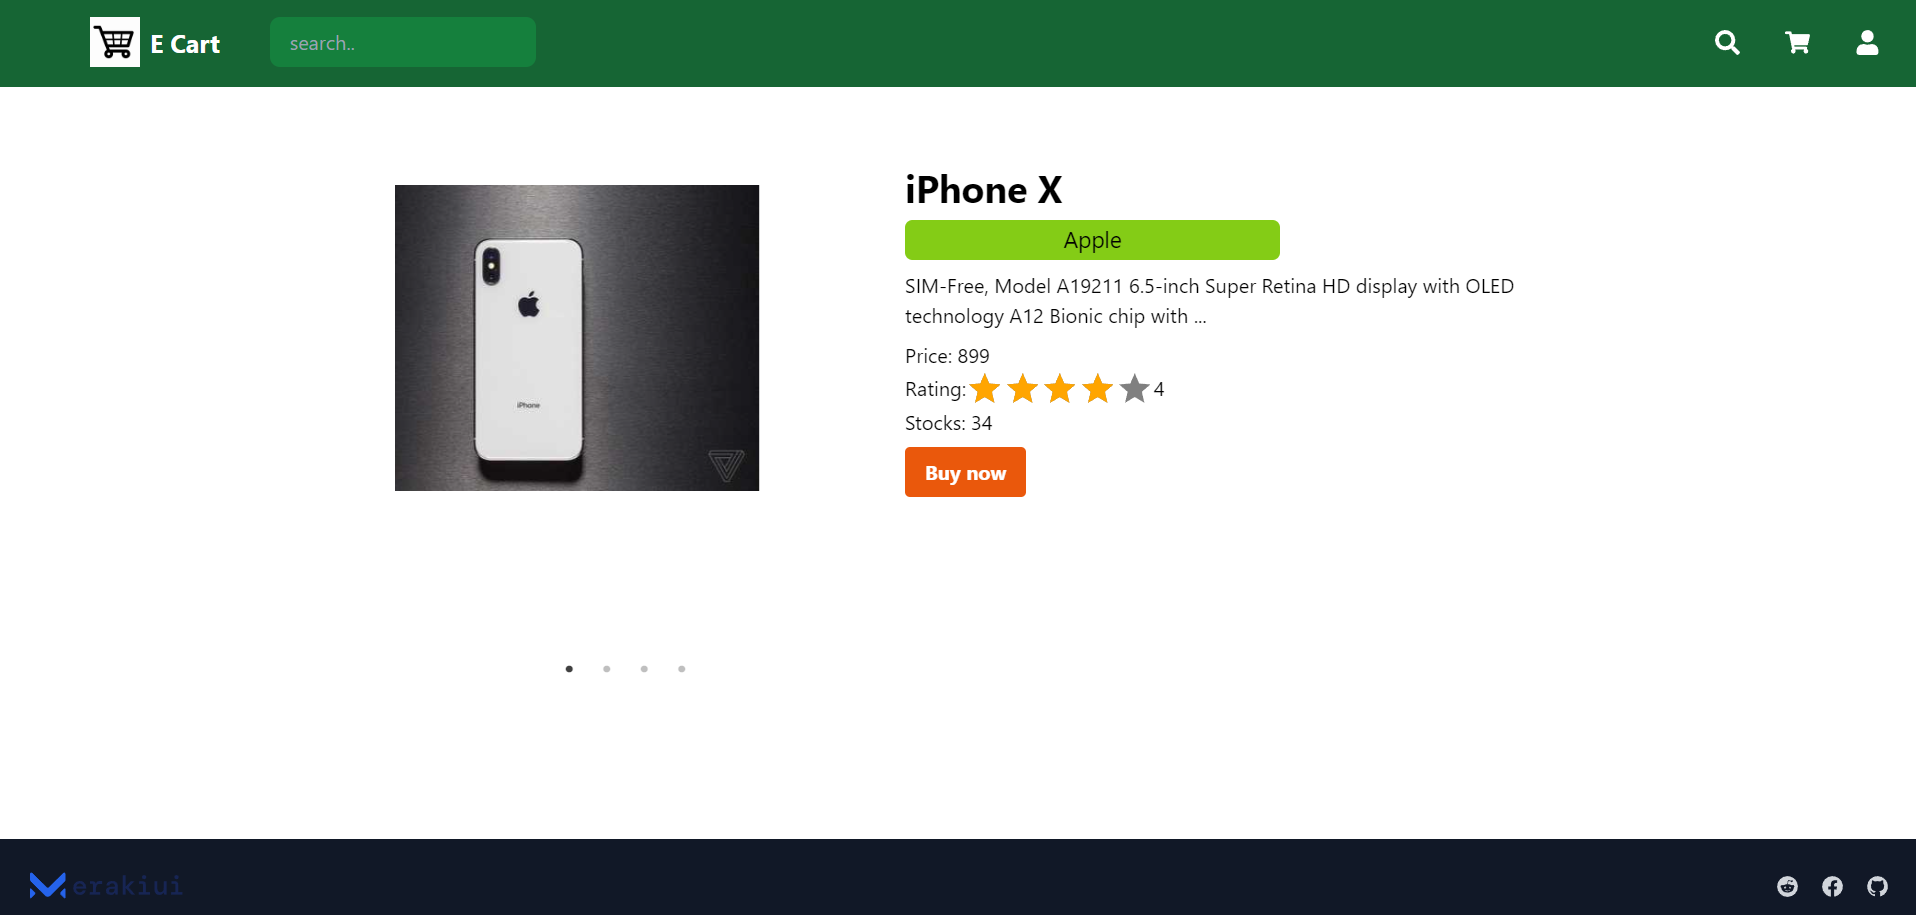 E Cart
search..
iPhone X
Apple
SIM-Free, Model A19211 6.5-inch Super Retina HD display with OLED
technology A12 Bionic chip with ...
Price: 899
Rating: 4
Stocks: 34
Buy now
iPhone
erakiui